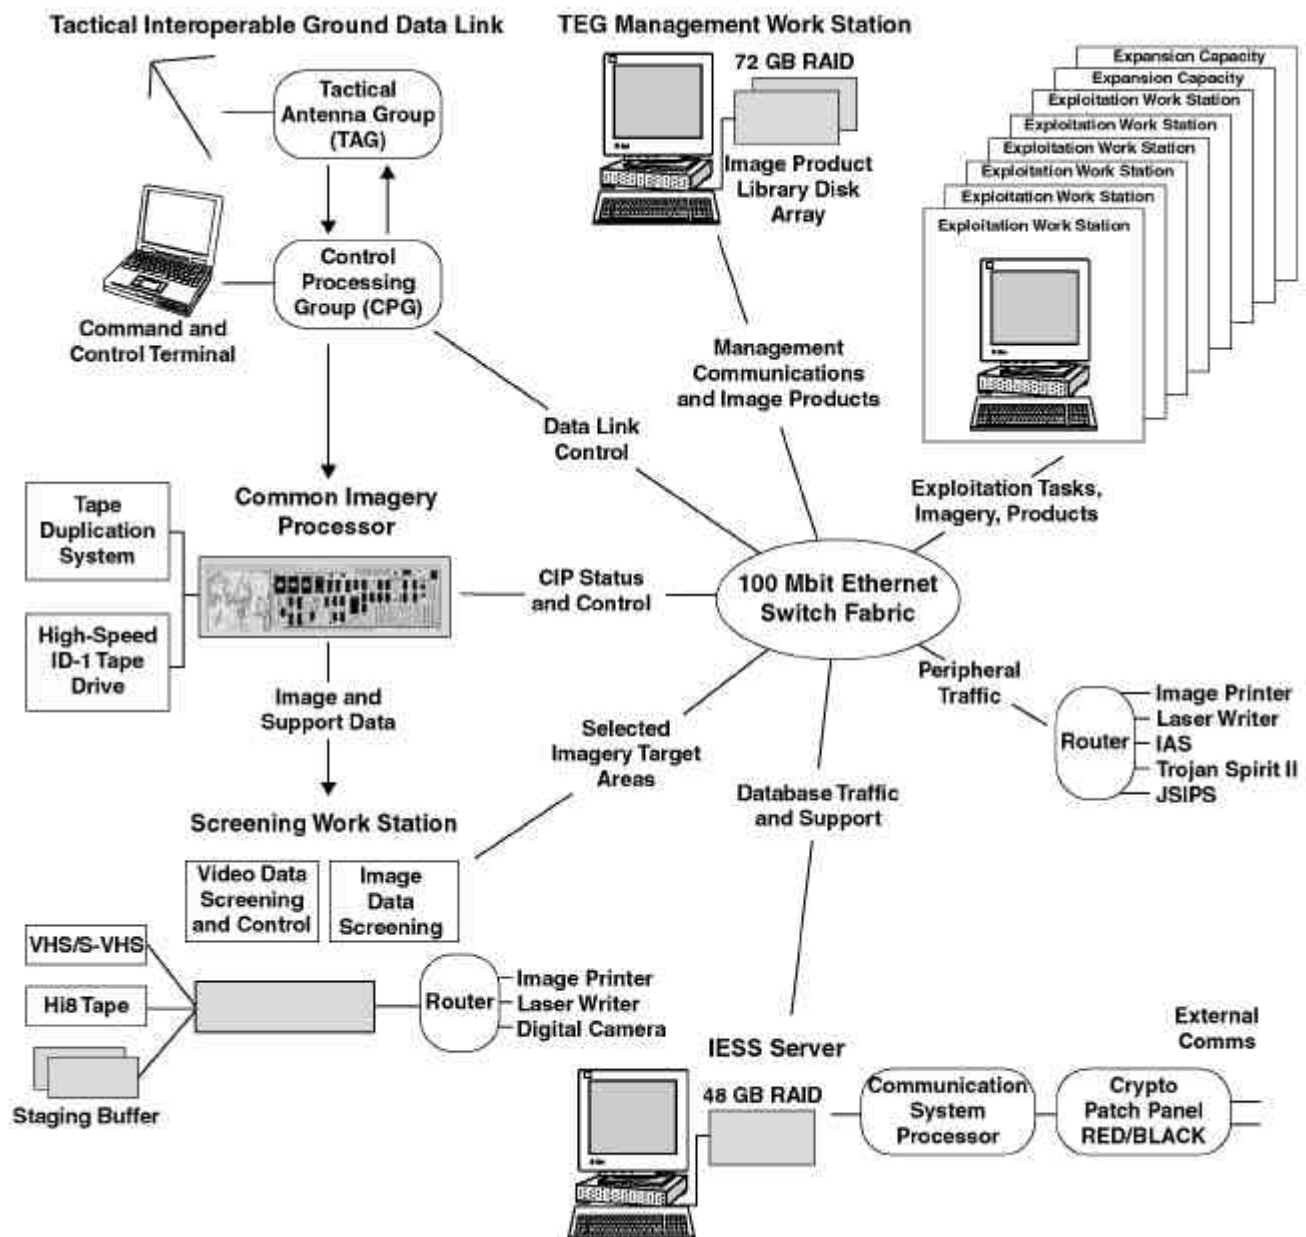 Tactical Interoperable Ground Data Link
Tactical
Antenna Group
(TAG)
Control
Processing
Group (CPG)
Command and
Control Terminal
TEG Management Work Station
72 GB RAID
Image Product
Library Disk
Array
Expansion Capacity
Expansion Capacity
Exploitation Work Station
Exploitation Work Station
Exploitation Work Station
Exploitation Work Station
Exploitation Work Station
Exploitation Work Station
Management
Communications
and Image Products
Data Link
Control
Exploitation Tasks,
Imagery, Products
Tape
Duplication
System
High-Speed
ID-1 Tape
Drive
Common Imagery
Processor
CIP Status
and Control
100 Mbit Ethernet
Switch Fabric
Image and
Support Data
Selected
Imagery Target
Areas
Peripheral
Traffic
Router
Image Printer
Laser Writer
IAS
Trojan Spirit II
JSIPS
Database Traffic
and Support
Screening Work Station
Video Data
Screening
and Control
Image
Data
Screening
VHS/S-VHS
Hi8 Tape
Staging Buffer
Router
Image Printer
Laser Writer
Digital Camera
IESS Server
48 GB RAID
Communication
System
Processor
Crypto
Patch Panel
RED/BLACK
External
Comms